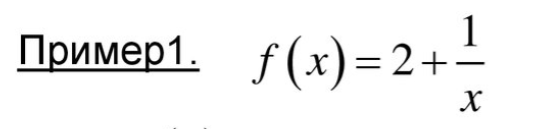 Пример1. f(x) = 2 + 1/x